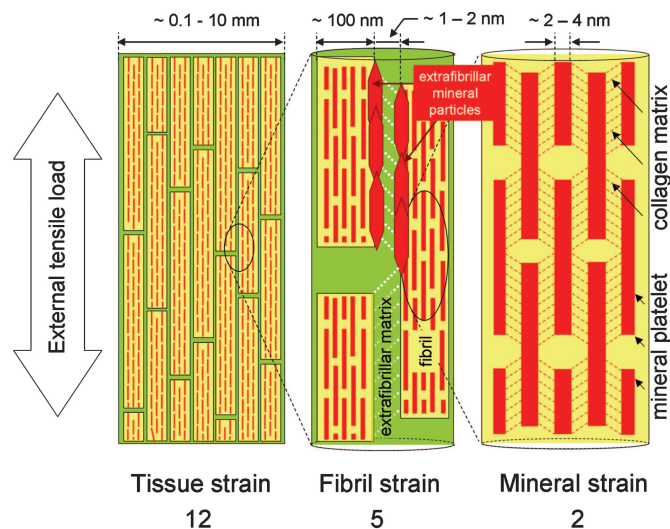 ~ 0.1 - 10 mm
~ 100 nm
~ 1 – 2 nm
~ 2 – 4 nm
External tensile load
extrafibrillar
mineral
particles
extrafibrillar matrix
fibril
collagen matrix
mineral platelet
Tissue strain
Fibril strain
Mineral strain
12
5
2